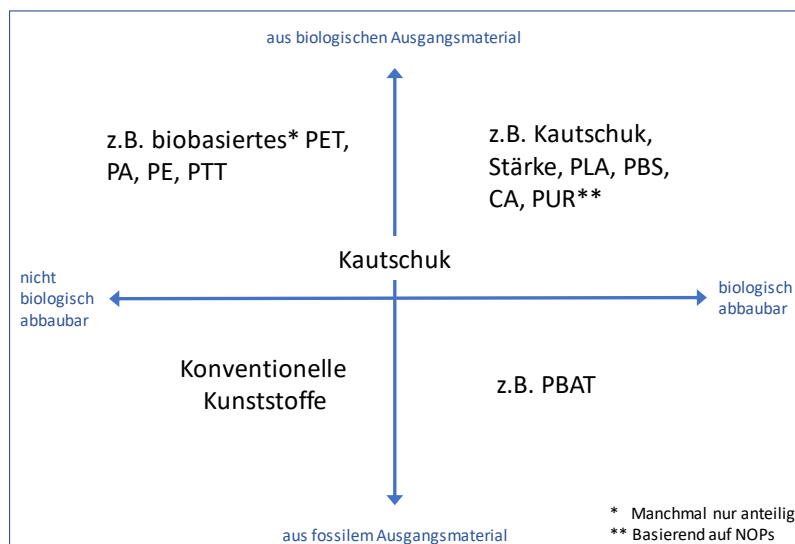 aus biologischen Ausgangsmaterial
z.B. biobasiertes* PET,
PA, PE, PTT
z.B. Kautschuk,
Stärke, PLA, PBS,
CA, PUR**
Kautschuk
nicht
biologisch
abbaubar
biologisch
abbaubar
Konventionelle
Kunststoffe
z.B. PBAT
aus fossilem Ausgangsmaterial
* Manchmal nur anteilig
** Basierend auf NOPs